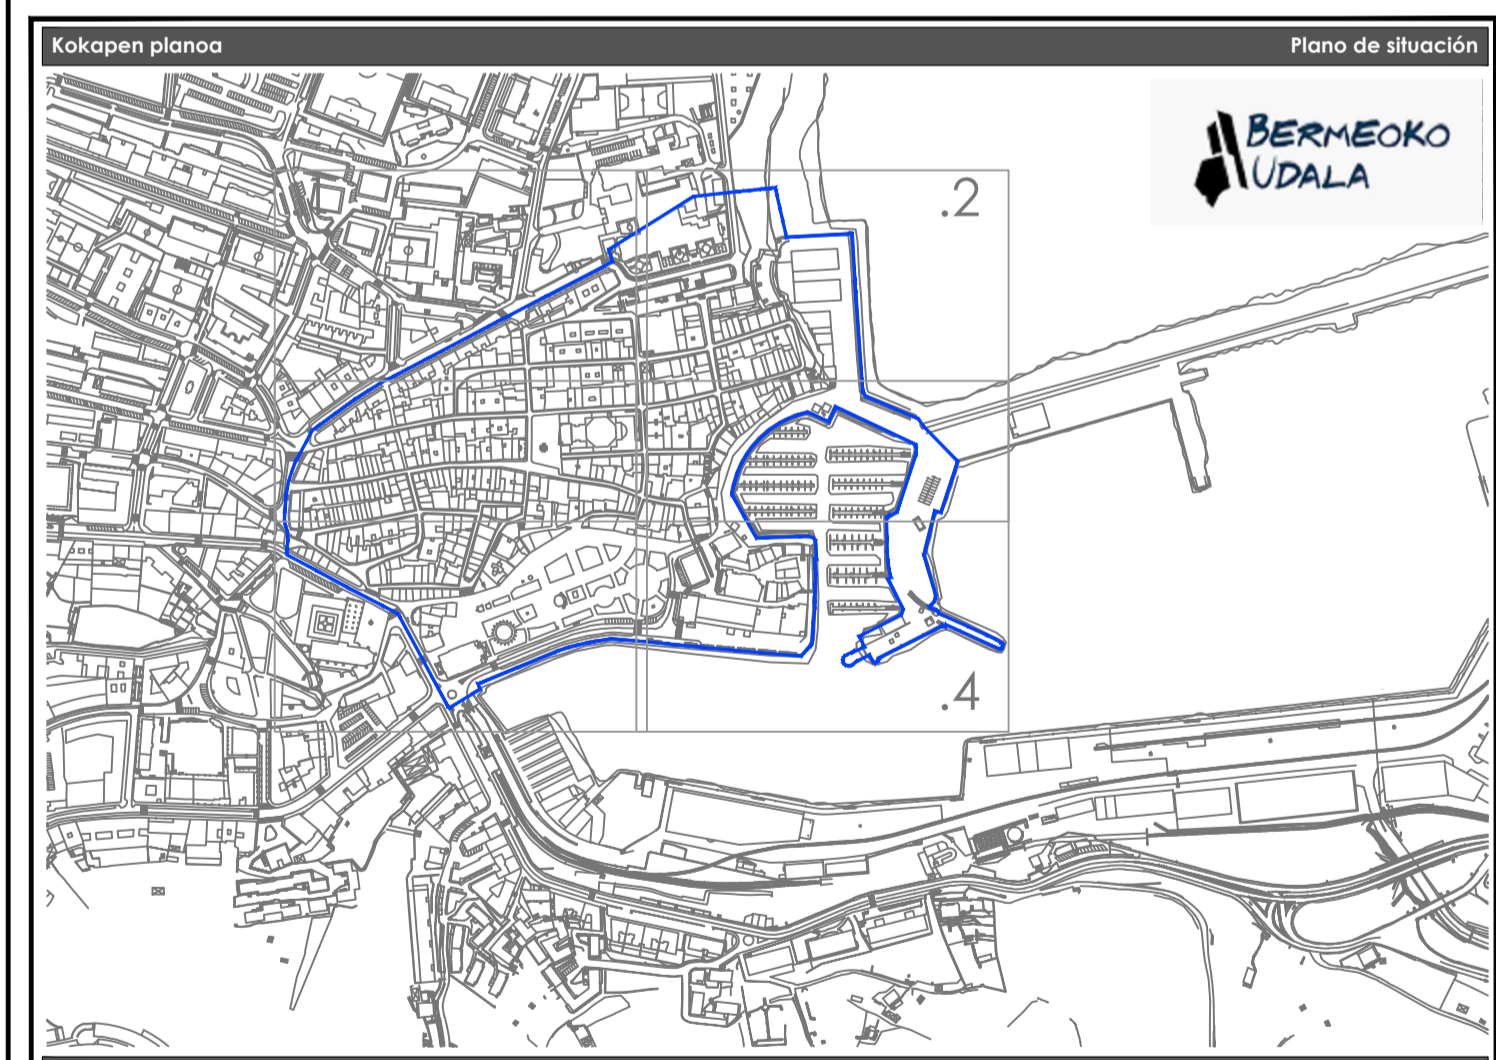 Kokapen planoa
Plano de situación
BERMEOKO
UDALA
.2
.4